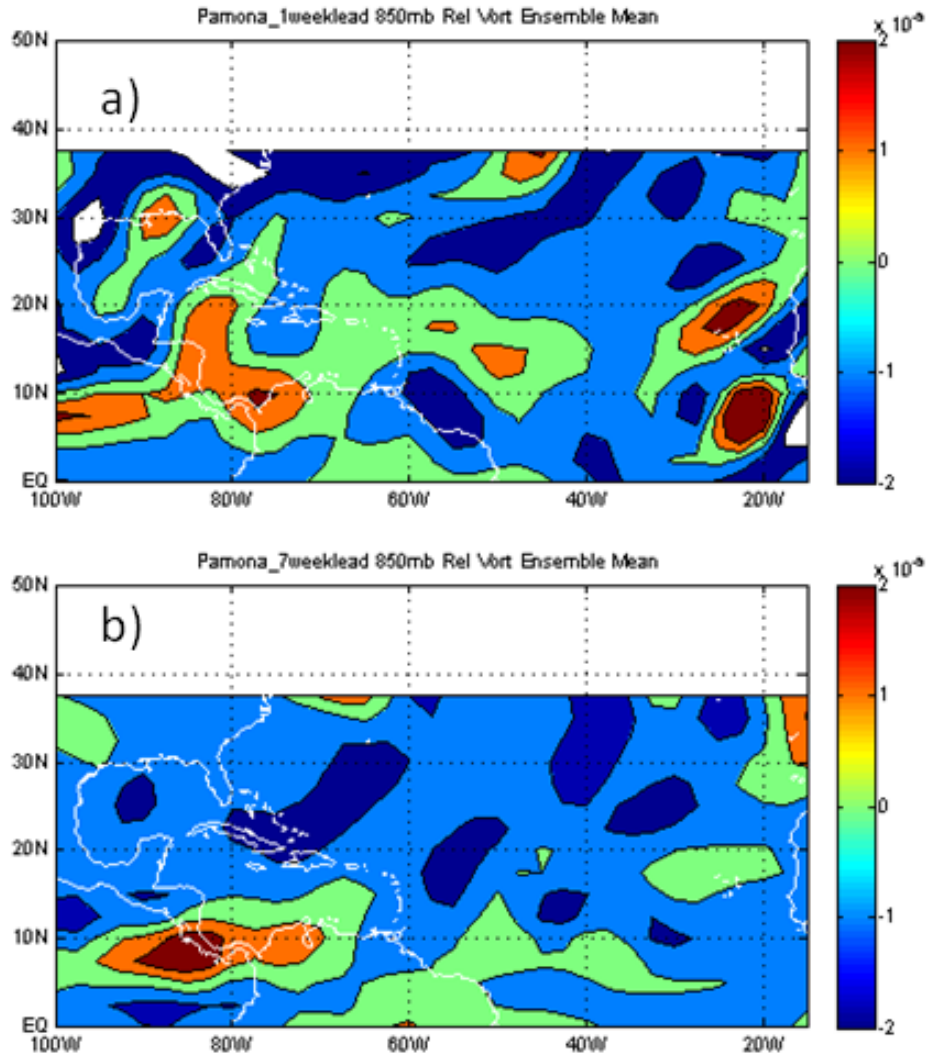 Pamona_1weeklead 850mb Rel Vort Ensemble Mean
x 10
50N
a)
40N
30N
20N
10N
EQ
100W 80W 60W 40W 20W
2
1
0
-1
-2
Pamona_7weeklead 850mb Rel Vort Ensemble Mean
x 10
50N
b)
40N
30N
20N
10N
EQ
100W 80W 60W 40W 20W
2
1
0
-1
-2